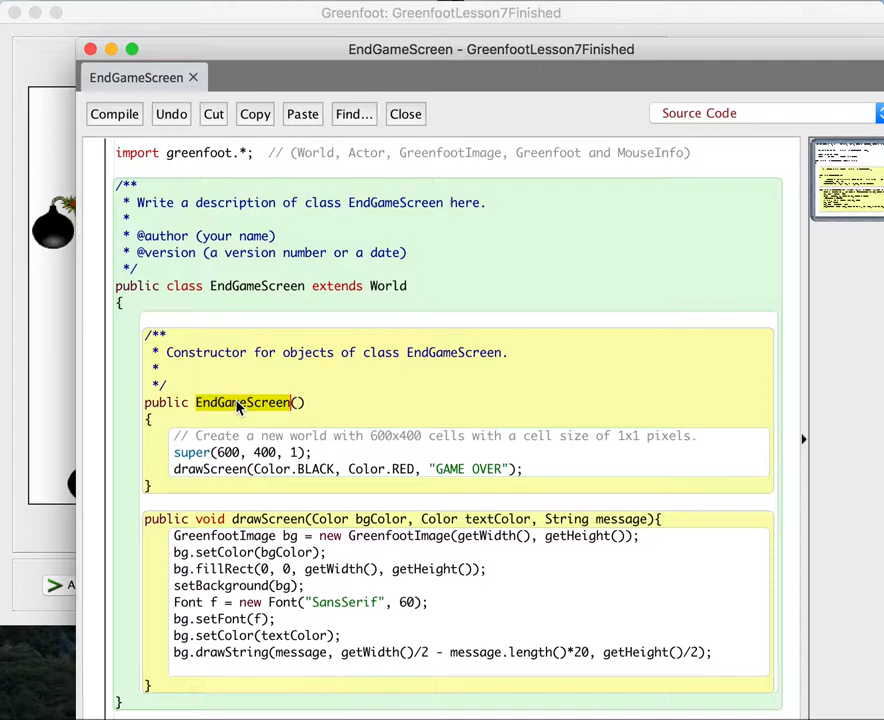 Greenfoot: GreenfootLesson7Finished
EndGameScreen - GreenfootLesson7Finished
EndGameScreen ×
Compile Undo Cut Copy Paste Find... Close Source Code
import greenfoot.*;  // (World, Actor, GreenfootImage, Greenfoot and MouseInfo)
/**
* Write a description of class EndGameScreen here.
*
* @author (your name)
* @version (a version number or a date)
*/
public class EndGameScreen extends World
{
/**
* Constructor for objects of class EndGameScreen.
*
*/
public EndGameScreen()
{
// Create a new world with 600x400 cells with a cell size of 1x1 pixels.
super(600, 400, 1);
drawScreen(Color.BLACK, Color.RED, "GAME OVER");
}
public void drawScreen(Color bgColor, Color textColor, String message){
GreenfootImage bg = new GreenfootImage(getWidth(), getHeight());
bg.setColor(bgColor);
bg.fillRect(0, 0, getWidth(), getHeight());
setBackground(bg);
Font f = new Font("SansSerif", 60);
bg.setFont(f);
bg.setColor(textColor);
bg.drawString(message, getWidth()/2 - message.length()*20, getHeight()/2);
}
}
> A